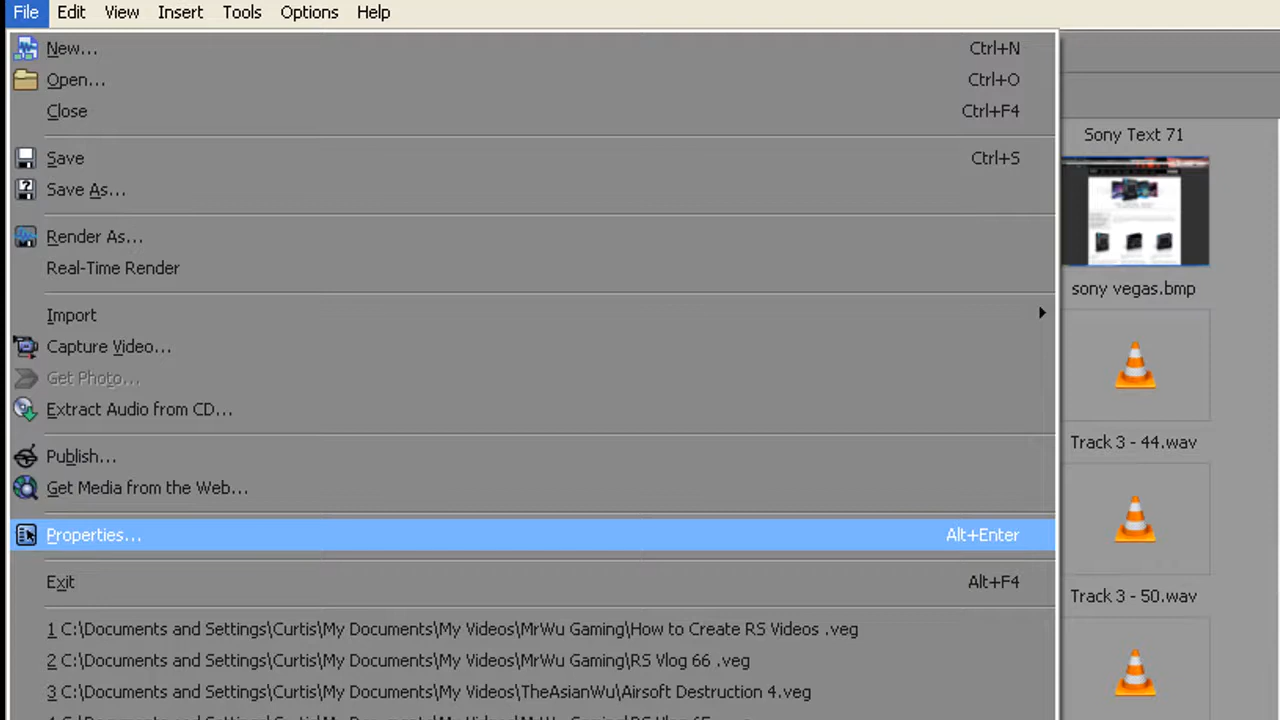 File Edit View Insert Tools Options Help
New... Ctrl+N
Open... Ctrl+O
Close Ctrl+F4
Sony Text 71
Save Ctrl+S
Save As...
Render As...
Real-Time Render
sony vegas.bmp
Import
Capture Video...
Get Photo...
Extract Audio from CD...
Track 3 - 44.wav
Publish...
Get Media from the Web...
Properties... Alt+Enter
Exit Alt+F4
Track 3 - 50.wav
1 C:\Documents and Settings\Curtis\My Documents\My Videos\MrWu Gaming\How to Create RS Videos .veg
2 C:\Documents and Settings\Curtis\My Documents\My Videos\MrWu Gaming\RS Vlog 66 .veg
3 C:\Documents and Settings\Curtis\My Documents\My Videos\TheAsianWu\Airsoft Destruction 4.veg